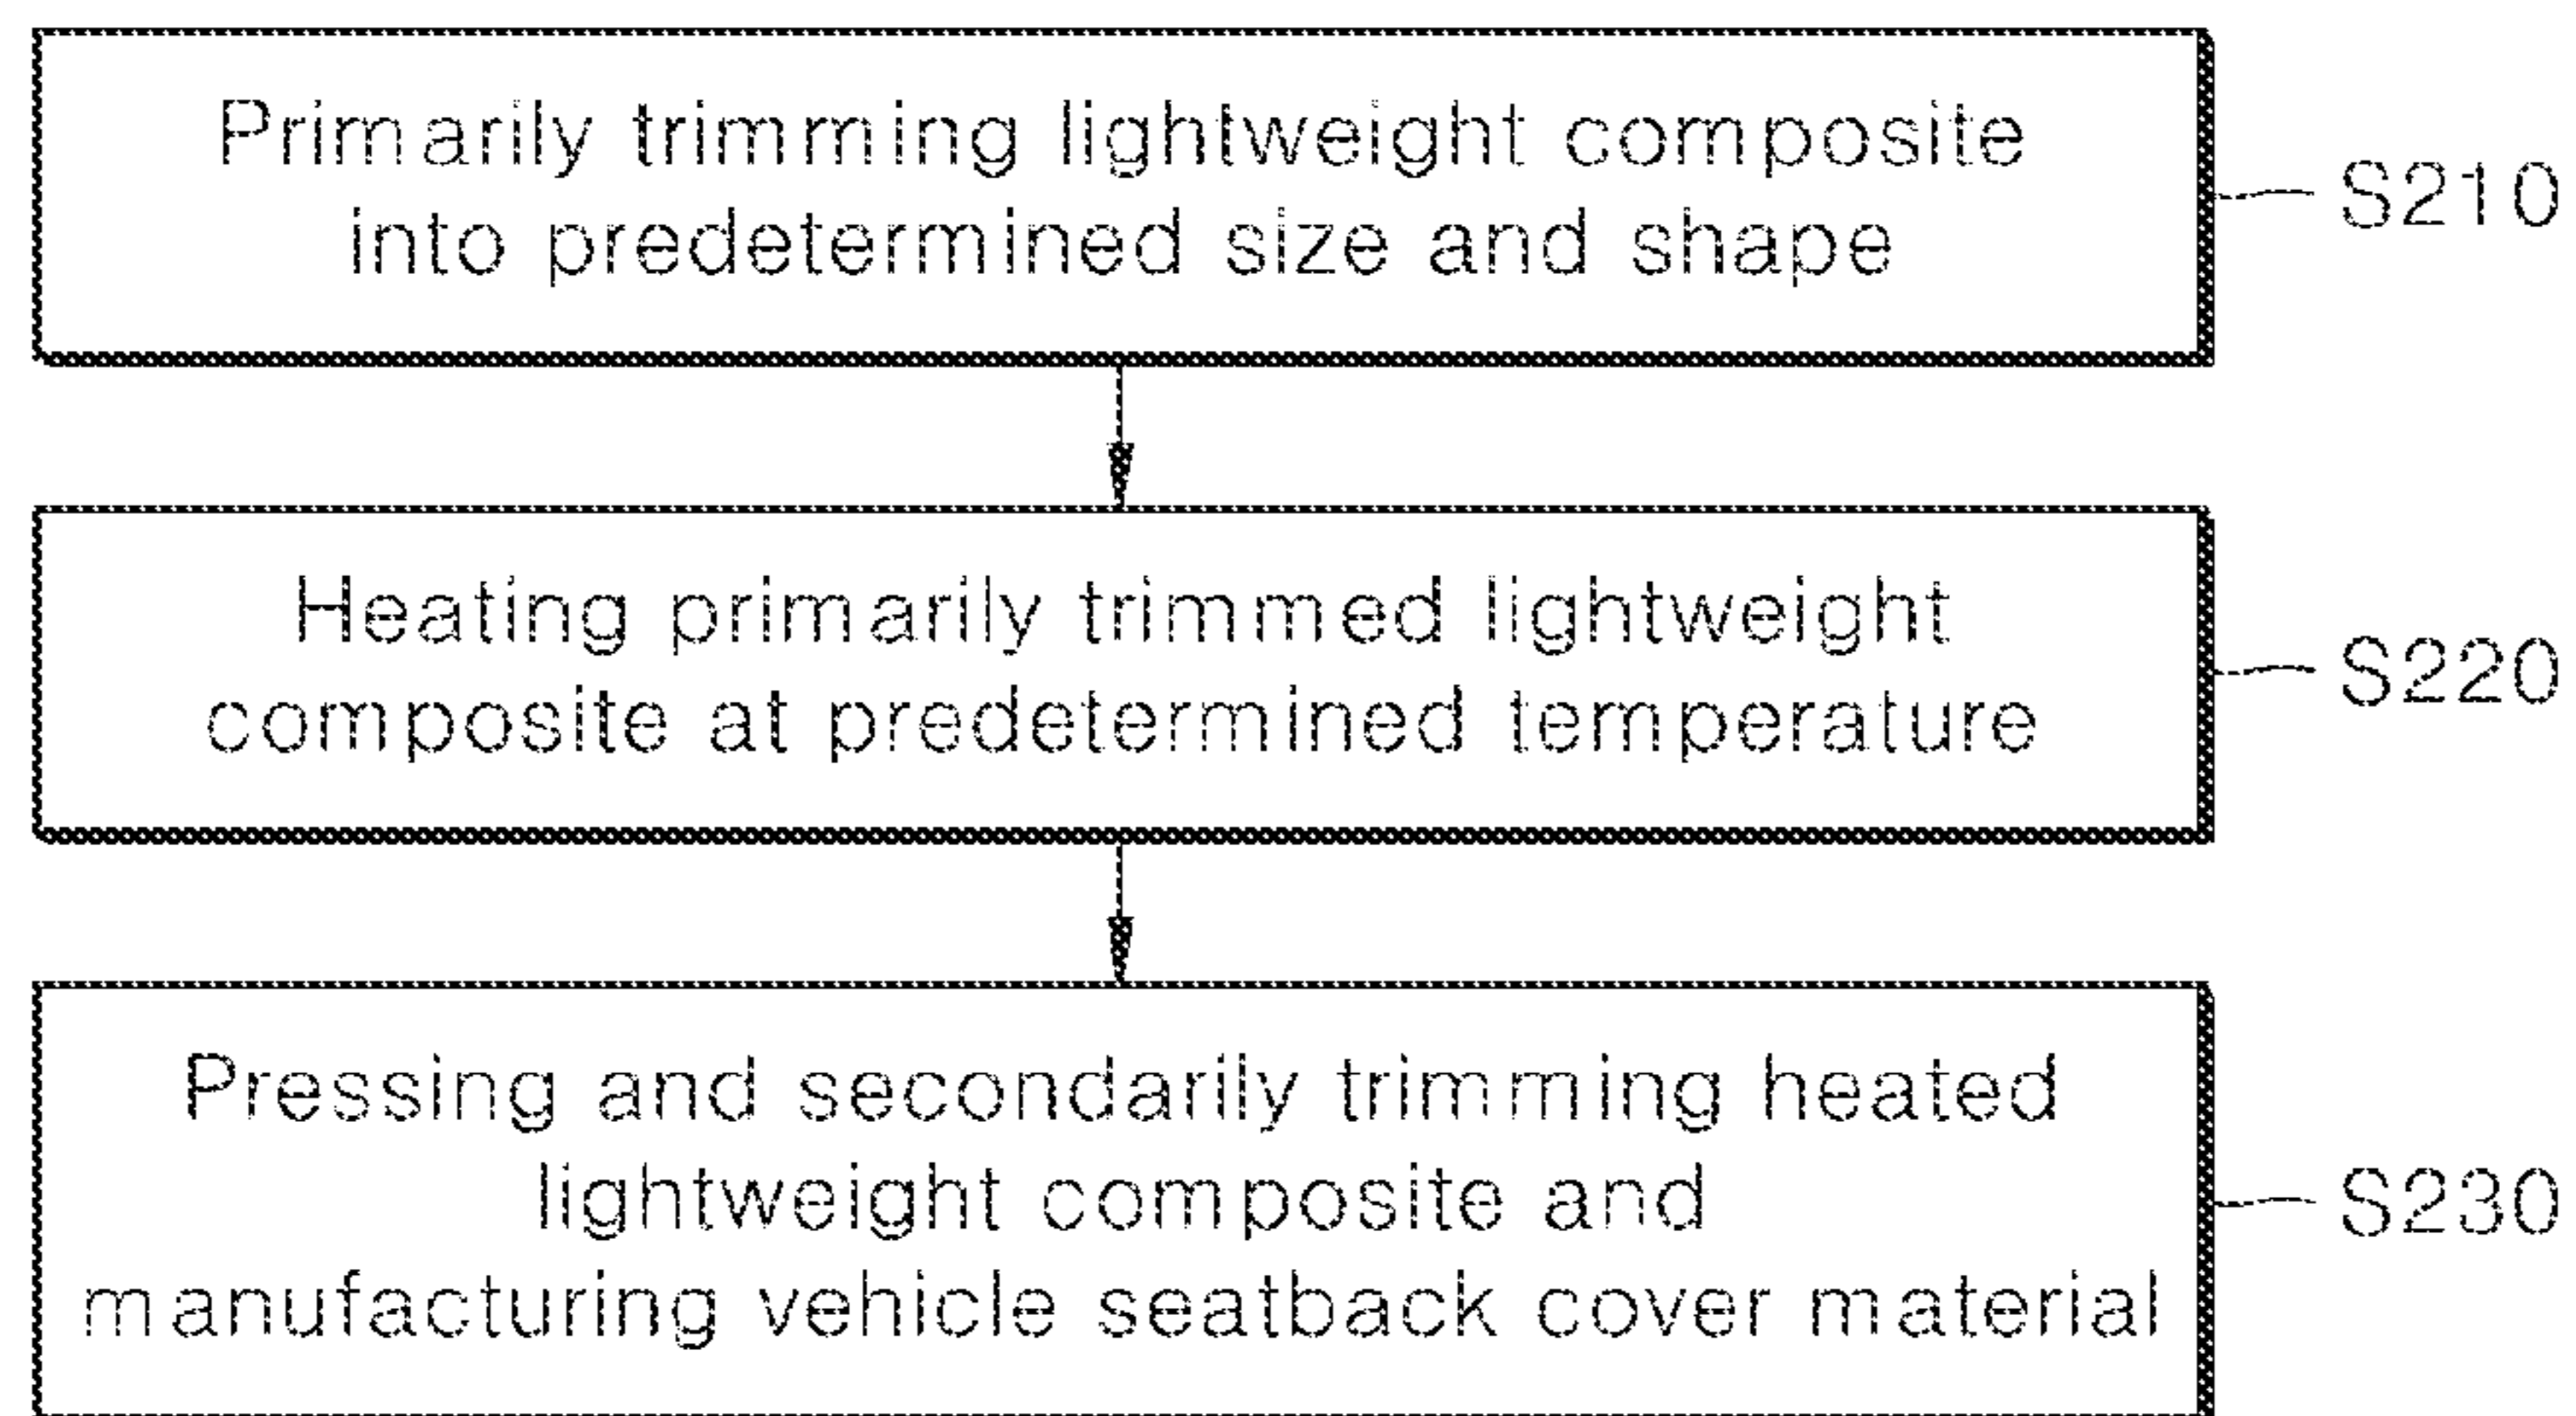 Primarily trimming lightweight composite
into predetermined size and shape
S210
Heating primarily trimmed lightweight
composite at predetermined temperature
S220
Pressing and secondarily trimming heated
lightweight composite and
manufacturing vehicle seatback cover material
S230